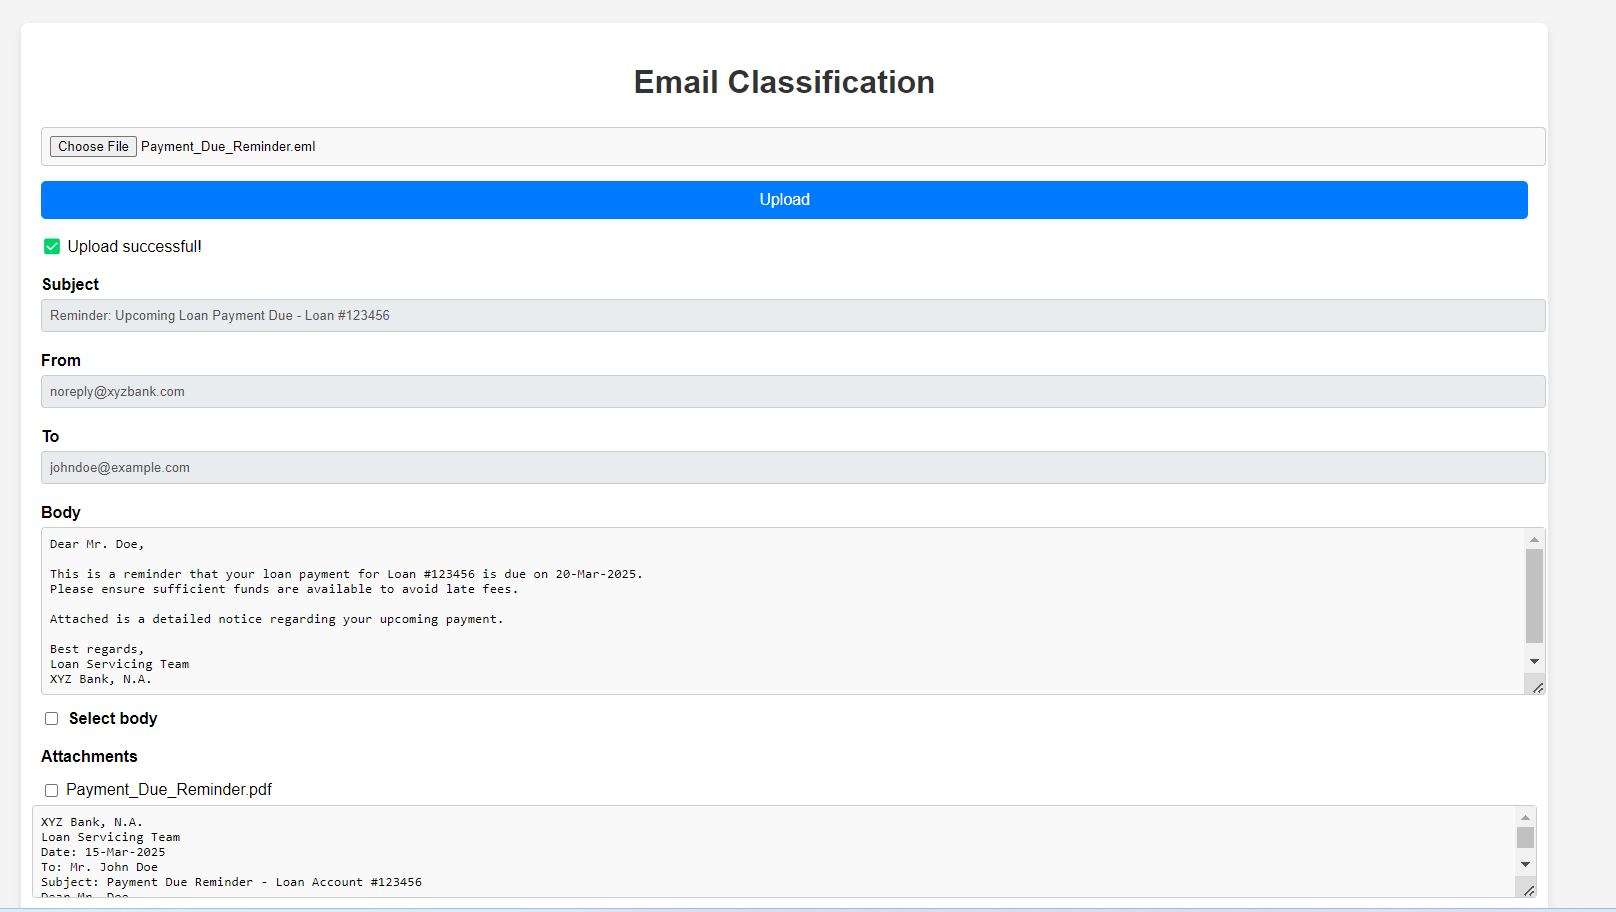 Email Classification
Choose File Payment_Due_Reminder.eml
Upload
Upload successful!
Subject
Reminder: Upcoming Loan Payment Due - Loan #123456
From
noreply@xyzbank.com
To
johndoe@example.com
Body
Dear Mr. Doe,
This is a reminder that your loan payment for Loan #123456 is due on 20-Mar-2025.
Please ensure sufficient funds are available to avoid late fees.
Attached is a detailed notice regarding your upcoming payment.
Best regards,
Loan Servicing Team
XYZ Bank, N.A.
Select body
Attachments
Payment_Due_Reminder.pdf
XYZ Bank, N.A.
Loan Servicing Team
Date: 15-Mar-2025
To: Mr. John Doe
Subject: Payment Due Reminder - Loan Account #123456
Dear Mr. Doe